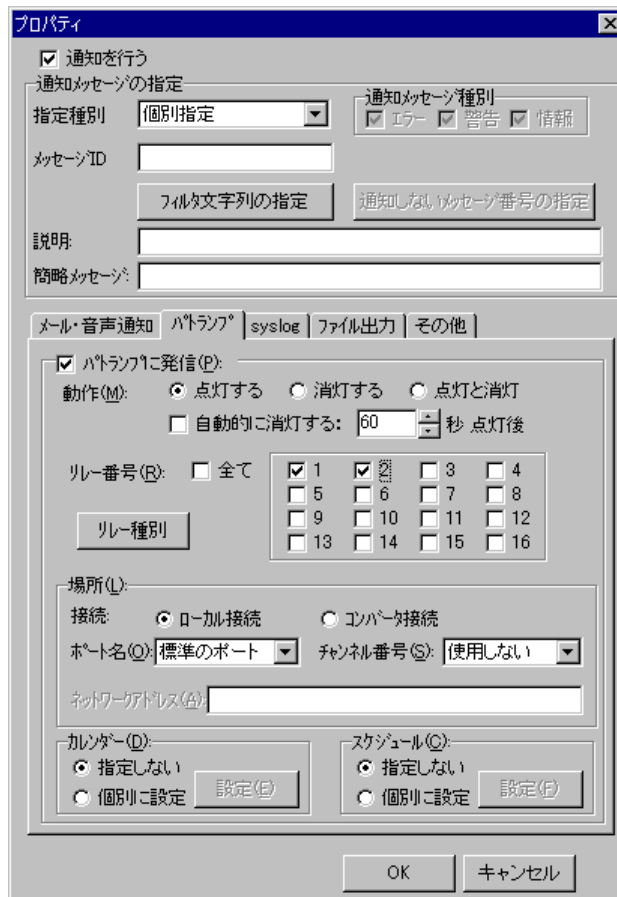 プロパティ
通知を行う
通知メッセージの指定
指定種別 個別指定
通知メッセージ種別
エラー 警告 情報
メッセージID
フィルタ文字列の指定 通知しないメッセージ番号の指定
説明:
簡略メッセージ:
メール・音声通知 パトランプ syslog ファイル出力 その他
パトランプに発信(P):
動作(M): 点灯する 消灯する 点灯と消灯
自動的に消灯する: 60 秒 点灯後
リレー番号(R): 全て 1 2 3 4
5 6 7 8
リレー種別 9 10 11 12
13 14 15 16
場所(L):
接続: ローカル接続 コンバータ接続
ポート名(O): 標準のポート チャンネル番号(S): 使用しない
ネットワークアドレス(A):
カレンダー(D): スケジュール(C):
指定しない 指定しない
個別に設定 設定(E) 個別に設定 設定(F)
OK キャンセル